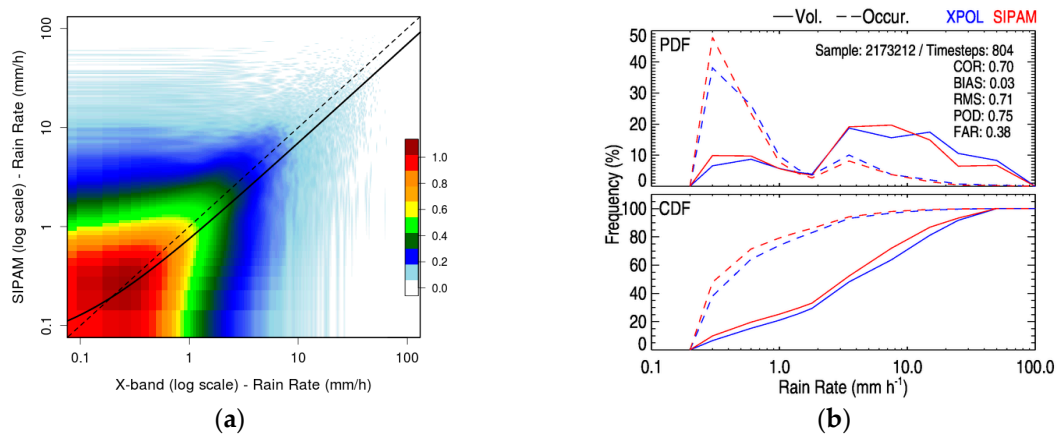 SIPAM (log scale) - Rain Rate (mm/h)
100
10
1
0.1
0.1
1
10
100
X-band (log scale) - Rain Rate (mm/h)
1.0
0.8
0.6
0.4
0.2
0.0
(a)
Vol.
Occur.
XPOL SIPAM
PDF
Sample: 2173212 / Timesteps: 804
COR: 0.70
BIAS: 0.03
RMS: 0.71
POD: 0.75
FAR: 0.38
50
40
30
20
10
0
Frequency (%)
CDF
100
80
60
40
20
0
0.1
1.0
10.0
100.0
Rain Rate (mm h⁻¹)
(b)